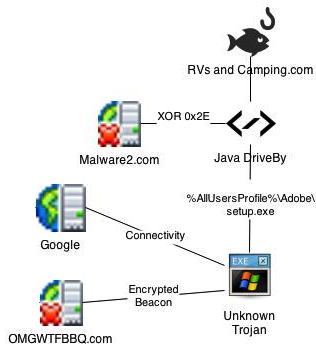 RVs and Camping.com
XOR 0x2E
Malware2.com
Java DriveBy
%AllUsersProfile%\Adobe\
setup.exe
Google
Connectivity
EXE
Encrypted
Beacon
Unknown
Trojan
OMGWTFBBQ.com